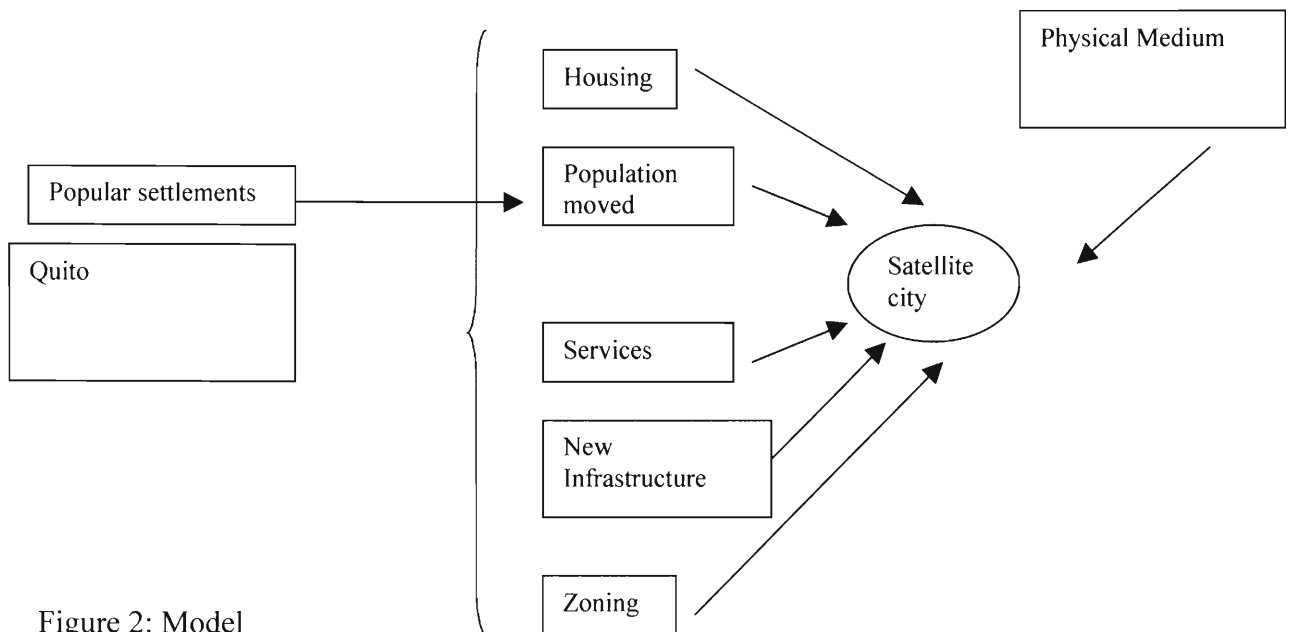 Physical Medium
Housing
Population
moved
Popular settlements
Quito
Satellite
city
Services
New
Infrastructure
Zoning
Figure 2: Model